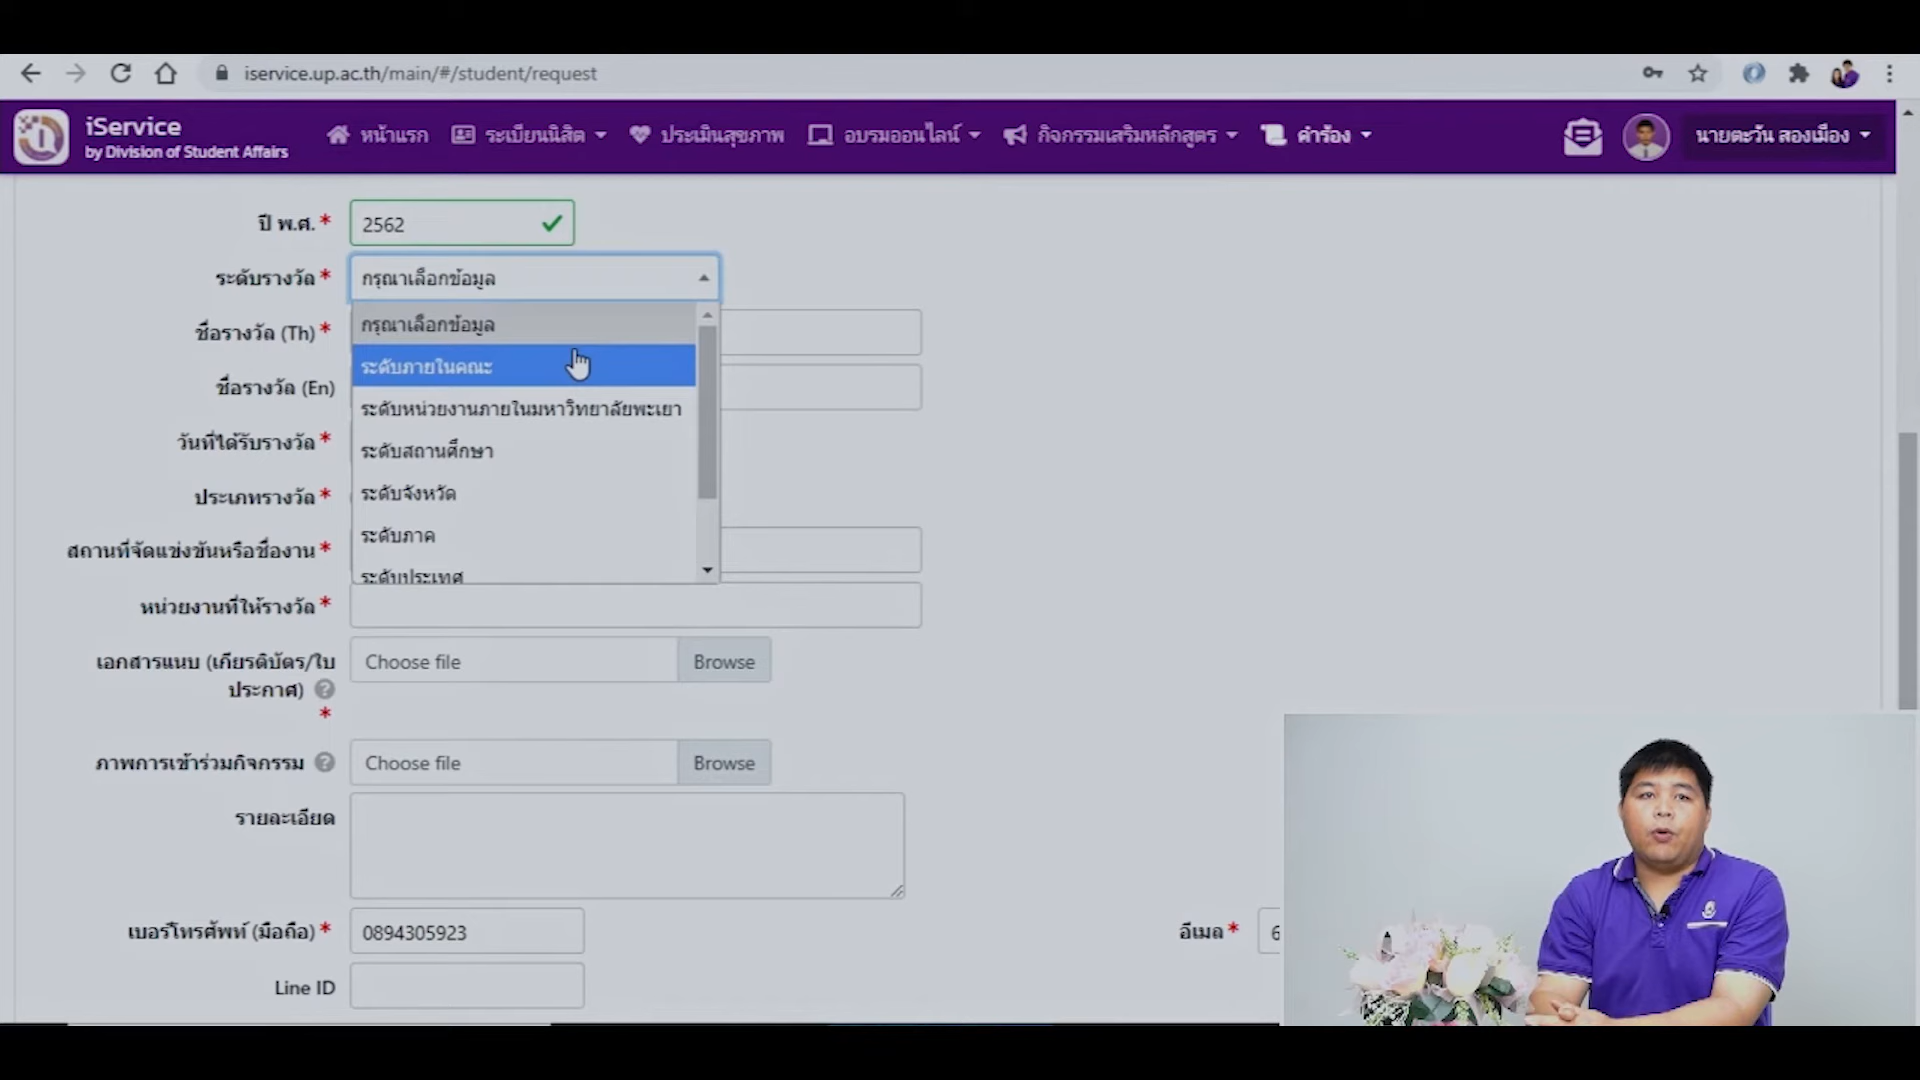 iservice.up.ac.th/main/#/student/request
iService
by Division of Student Affairs
หน้าแรก
ระเบียนนิสิต
ประเมินสุขภาพ
อบรมออนไลน์
กิจกรรมเสริมหลักสูตร
คำร้อง
นายตะวัน สองเมือง
ปี พ.ศ.*
2562
ระดับรางวัล*
กรุณาเลือกข้อมูล
กรุณาเลือกข้อมูล
ระดับภายในคณะ
ระดับหน่วยงานภายในมหาวิทยาลัยพะเยา
ระดับสถานศึกษา
ระดับจังหวัด
ระดับภาค
ระดับประเทศ
ชื่อรางวัล (Th)*
ชื่อรางวัล (En)
วันที่ได้รับรางวัล*
ประเภทรางวัล*
สถานที่จัดแข่งขันหรือชื่องาน*
หน่วยงานที่ให้รางวัล*
เอกสารแนบ (เกียรติบัตร/ใบ
ประกาศ)
*
Choose file
Browse
ภาพการเข้าร่วมกิจกรรม
Choose file
Browse
รายละเอียด
เบอร์โทรศัพท์ (มือถือ)*
0894305923
อีเมล*
6
Line ID